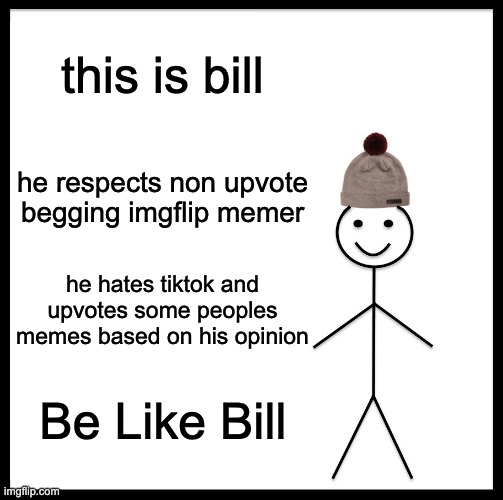 this is bill
he respects non upvote
begging imgflip memer
he hates tiktok and
upvotes some peoples
memes based on his opinion
Be Like Bill
imgflip.com